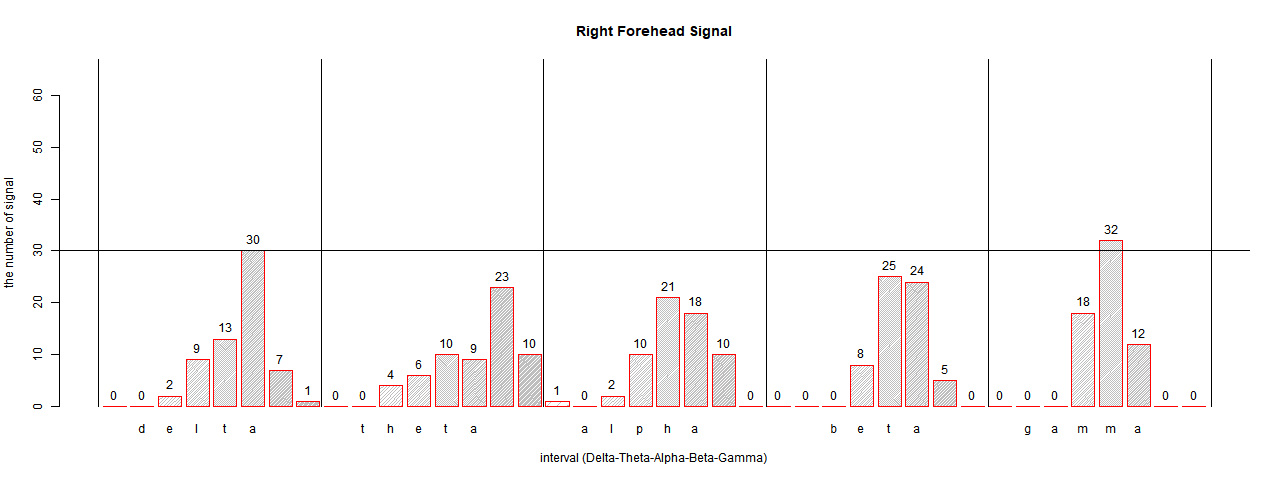 Right Forehead Signal
the number of signal
60
50
40
30
20
10
0
0 0 2 9 13 30 7 1 0 0 4 6 10 9 23 10 1 0 2 10 21 18 10 0 0 0 0 8 25 24 5 0 0 0 0 18 32 12 0 0
d e l t a t h e t a a l p h a b e t a g a m m a
interval (Delta-Theta-Alpha-Beta-Gamma)